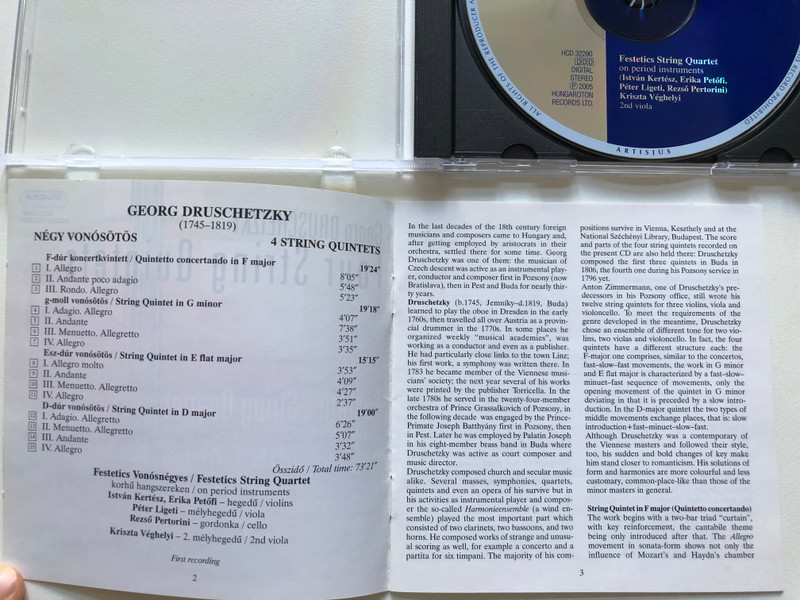 HCD 32290
DDD
DIGITAL
STEREO
Ⓟ 2005
HUNGAROTON
RECORDS LTD.
Festetics String Quartet
on period instruments
(István Kertész, Erika Petőfi,
Péter Ligeti, Rezső Pertorini)
Kriszta Véghelyi
2nd viola
ALL RIGHTS OF THE REPRODUCER
RECORD PROHIBITED
ARTISJUS
GEORG DRUSCHETZKY
(1745–1819)
NÉGY VONÓSÖTÖS
4 STRING QUINTETS
F-dúr koncertkvintett / Quintetto concertando in F major 19'24"
1 I. Allegro 8'05"
2 II. Andante poco adagio 5'48"
3 III. Rondo. Allegro 5'23"
g-moll vonósötös / String Quintet in G minor 19'18"
4 I. Adagio. Allegro 4'07"
5 II. Andante 7'38"
6 III. Menuetto. Allegretto 3'51"
7 IV. Allegro 3'35"
Esz-dúr vonósötös / String Quintet in E flat major 15'15"
8 I. Allegro molto 3'53"
9 II. Andante 4'09"
10 III. Menuetto. Allegretto 4'27"
11 IV. Allegro 2'37"
D-dúr vonósötös / String Quintet in D major 19'00"
12 I. Adagio. Allegretto 6'26"
13 II. Menuetto. Allegretto 5'07"
14 III. Andante 3'32"
15 IV. Allegro 3'48"
Összidő / Total time: 73'21"
Festetics Vonósnégyes / Festetics String Quartet
korhű hangszereken / on period instruments
István Kertész, Erika Petőfi – hegedű / violins
Péter Ligeti – mélyhegedű / viola
Rezső Pertorini – gordonka / cello
Kriszta Véghelyi – 2. mélyhegedű / 2nd viola
First recording
2
In the last decades of the 18th century foreign
musicians and composers came to Hungary and,
after getting employed by aristocrats in their
orchestra, settled there for some time. Georg
Druschetzky was one of them: the musician of
Czech descent was active as an instrumental play-
er, conductor and composer first in Pozsony (now
Bratislava), then in Pest and Buda for nearly thir-
ty years.
Druschetzky (b.1745, Jemníky–d.1819, Buda)
learned to play the oboe in Dresden in the early
1760s, then travelled all over Austria as a provin-
cial drummer in the 1770s. In some places he
organized weekly "musical academies", was
working as a conductor and even as a publisher.
He had particularly close links to the town Linz;
his first work, a symphony was written there. In
1783 he became member of the Viennese musi-
cians' society; the next year several of his works
were printed by the publisher Torricella. In the
late 1780s he served in the twenty-four-member
orchestra of Prince Grassalkovich of Pozsony, in
the following decade was engaged by the Prince-
Primate Joseph Batthyány first in Pozsony, then
in Pest. Later he was employed by Palatin Joseph
in his eight-member brass band in Buda where
Druschetzky was active as court composer and
music director.
Druschetzky composed church and secular music
alike. Several masses, symphonies, quartets,
quintets and even an opera of his survive but in
his activities as instrumental player and compos-
er the so-called Harmonieensemble (a wind en-
semble) played the most important part which
consisted of two clarinets, two bassoons, and two
horns. He composed works of strange and unusu-
al scoring as well, for example a concerto and a
partita for six timpani. The majority of his com-
positions survive in Vienna, Keszthely and at the
National Széchényi Library, Budapest. The score
and parts of the four string quintets recorded on
the present CD are also held there: Druschetzky
composed the first three quintets in Buda in
1806, the fourth one during his Pozsony service in
1796 yet.
Anton Zimmermann, one of Druschetzky's pre-
decessors in his Pozsony office, still wrote his
twelve string quintets for three violins, viola and
violoncello. To meet the requirements of the
genre developed in the meantime, Druschetzky
chose an ensemble of different tone for two vio-
lins, two violas and violoncello. In fact, the four
quintets have a different structure each: the
F-major one comprises, similar to the concertos,
fast–slow–fast movements, the work in G minor
and E flat major is characterized by a fast–slow–
minuet–fast sequence of movements, only the
opening movement of the quintet in G minor
deviating in that it is preceded by a slow intro-
duction. In the D-major quintet the two types of
middle movements exchange places, that is: slow
introduction+fast–minuet–slow–fast.
Although Druschetzky was a contemporary of
the Viennese masters and followed their style,
too, his sudden and bold changes of key make
him stand closer to romanticism. His solutions of
form and harmonies are more colourful and less
customary, common-place-like than those of the
minor masters in general.
String Quintet in F major (Quintetto concertando)
The work begins with a two-bar triad "curtain",
with key reinforcement, the cantabile theme
being only introduced after that. The Allegro
movement in sonata-form shows not only the
influence of Mozart's and Haydn's chamber
3